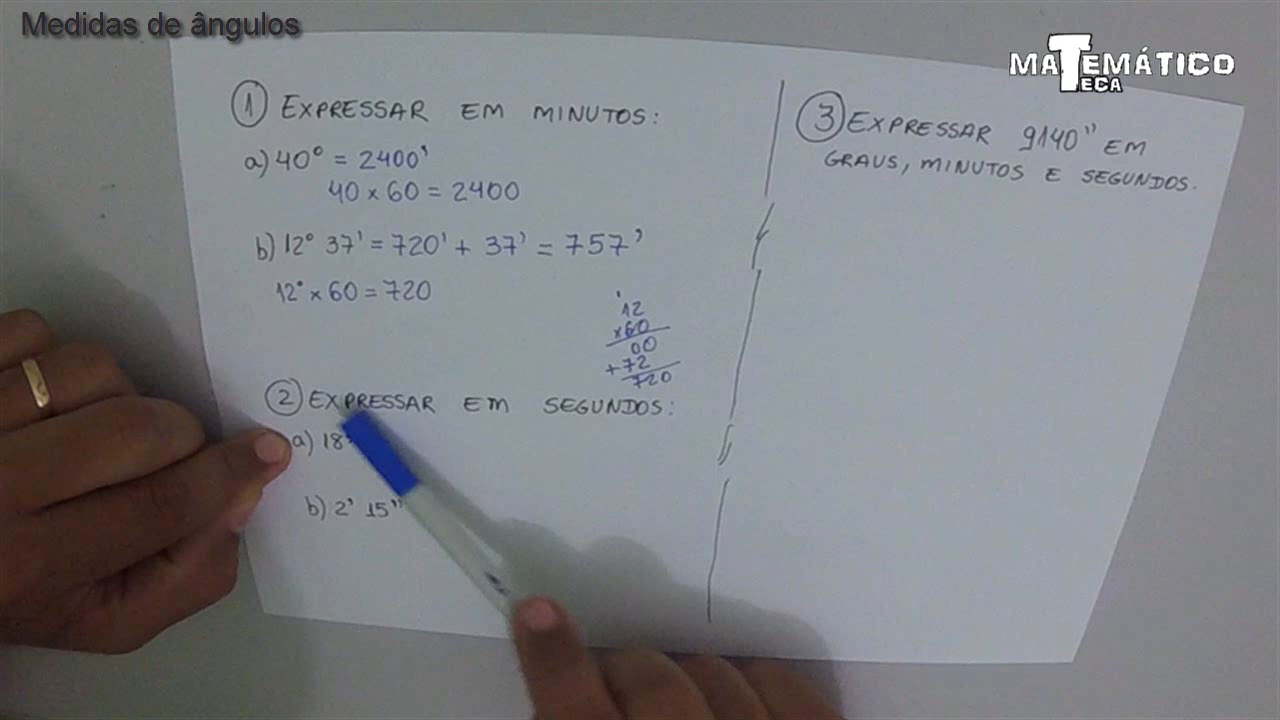 Medidas de ângulos
MATEMÁTICO
TECA
1 EXPRESSAR EM MINUTOS:
a) 40° = 2400'
40 x 60 = 2400
b) 12° 37' = 720' + 37' = 757'
12° x 60 = 720
1
12
x60
00
+72
720
2 EXPRESSAR EM SEGUNDOS:
a) 18'
b) 2' 15"
3 EXPRESSAR 9140" EM
GRAUS, MINUTOS E SEGUNDOS.